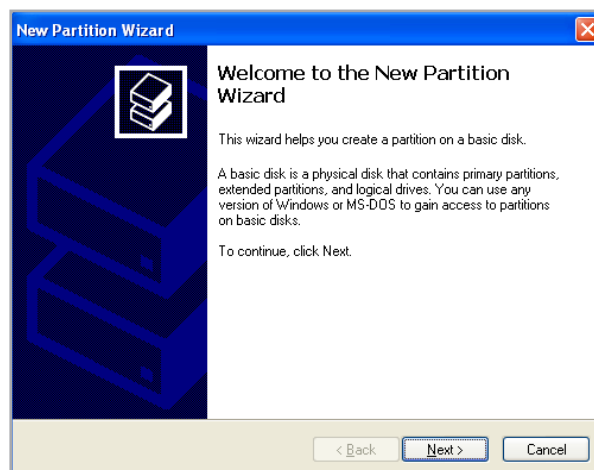 New Partition Wizard
Welcome to the New Partition
Wizard
This wizard helps you create a partition on a basic disk.
A basic disk is a physical disk that contains primary partitions,
extended partitions, and logical drives. You can use any
version of Windows or MS-DOS to gain access to partitions
on basic disks.
To continue, click Next.
< Back Next > Cancel